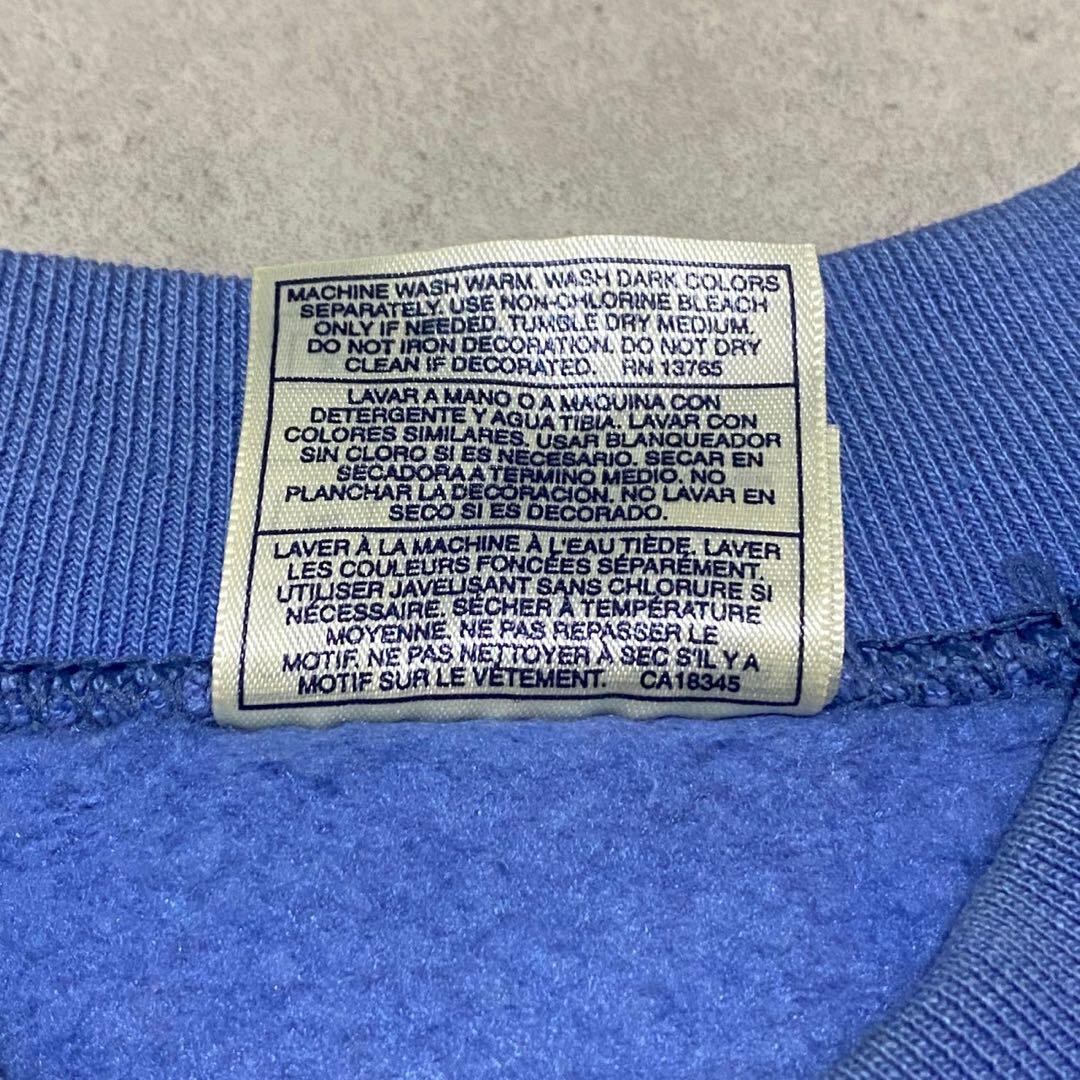 MACHINE WASH WARM. WASH DARK COLORS
SEPARATELY. USE NON-CHLORINE BLEACH
ONLY IF NEEDED. TUMBLE DRY MEDIUM.
DO NOT IRON DECORATION. DO NOT DRY
CLEAN IF DECORATED. RN 13765
LAVAR A MANO O A MAQUINA CON
DETERGENTE Y AGUA TIBIA. LAVAR CON
COLORES SIMILARES. USAR BLANQUEADOR
SIN CLORO SI ES NECESARIO. SECAR EN
SECADORA A TERMINO MEDIO. NO
PLANCHAR LA DECORACION. NO LAVAR EN
SECO SI ES DECORADO.
LAVER À LA MACHINE À L'EAU TIÈDE. LAVER
LES COULEURS FONCÉES SÉPARÉMENT.
UTILISER JAVELISANT SANS CHLORURE SI
NÉCESSAIRE. SÉCHER À TEMPÉRATURE
MOYENNE. NE PAS REPASSER LE
MOTIF. NE PAS NETTOYER À SEC S'IL Y A
MOTIF SUR LE VÊTEMENT. CA18345